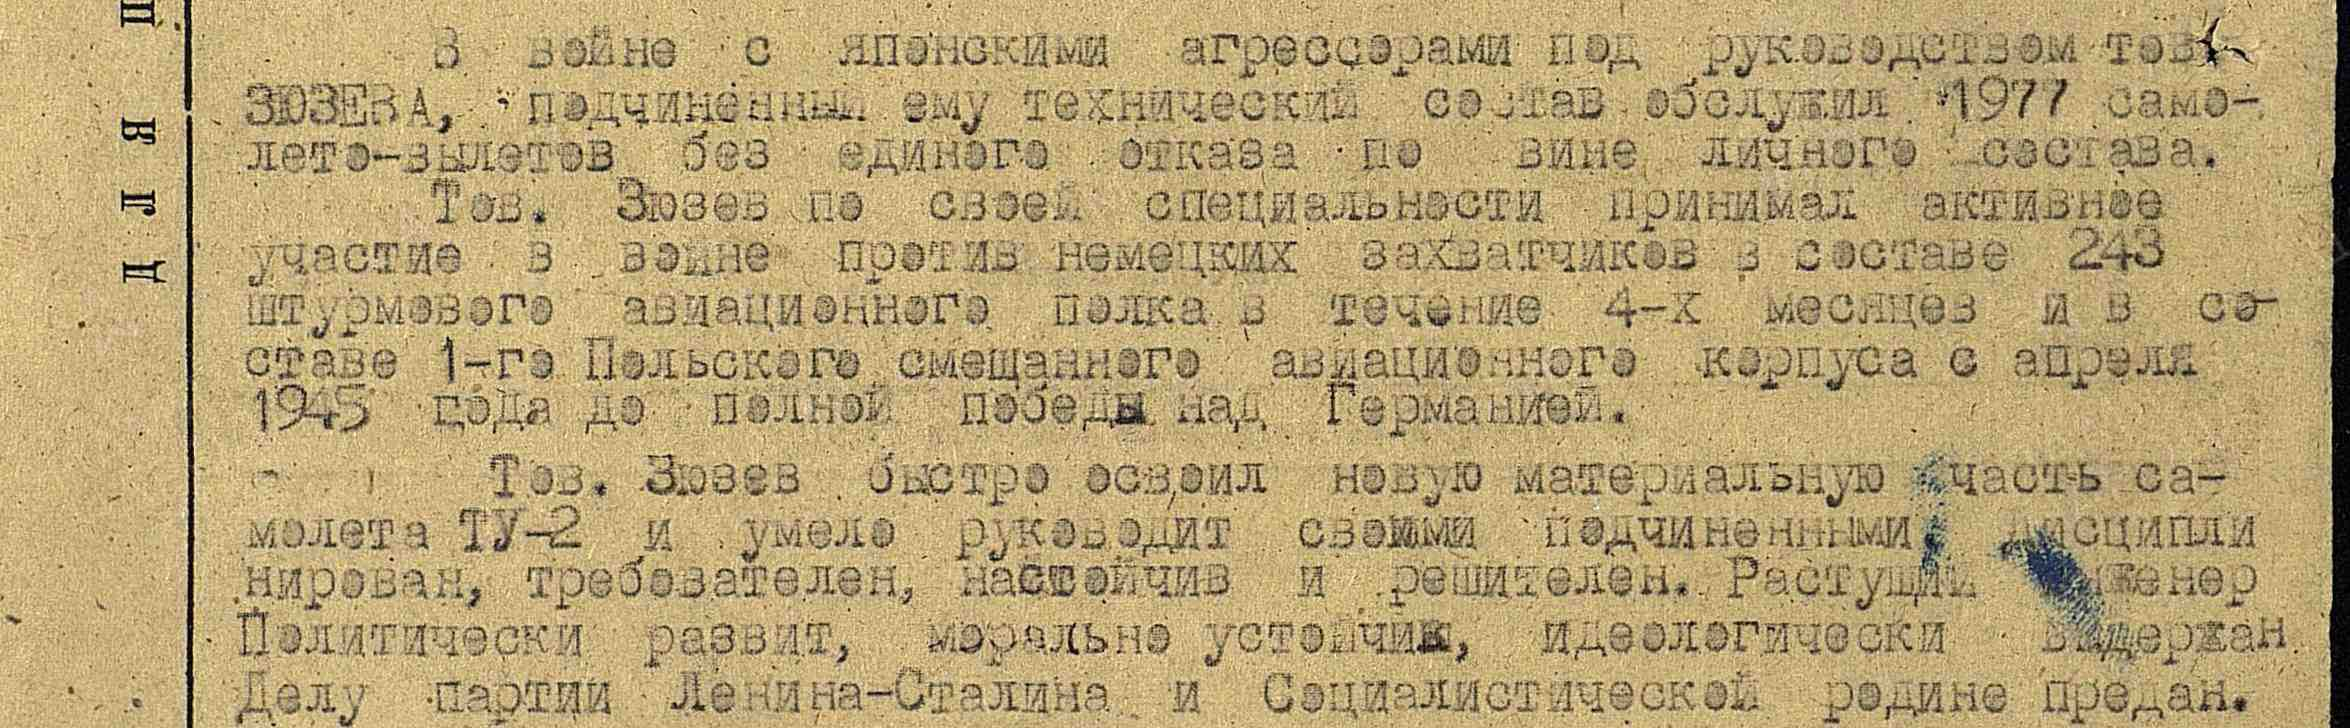 В войне с японскими агрессорами под руководством тов.
ЗЮЗЕВА, подчиненный ему технический состав обслужил 1977 само-
лето-вылетов без единого отказа по вине личного состава.
Тов. Зюзев по своей специальности принимал активное
участие в войне против немецких захватчиков в составе 243
штурмового авиационного полка в течение 4-х месяцев и в со-
ставе 1-го Польского смешанного авиационного корпуса с апреля
1945 года до полной победы над Германией.
Тов. Зюзев быстро освоил новую материальную часть са-
молета ТУ-2 и умело руководит своими подчиненными, дисципли
нирован, требователен, настойчив и решителен. Растущий инженер
Политически развит, морально устойчив, идеологически выдержан
Делу партии Ленина-Сталина и Социалистической родине предан.
П
В
Г
Д